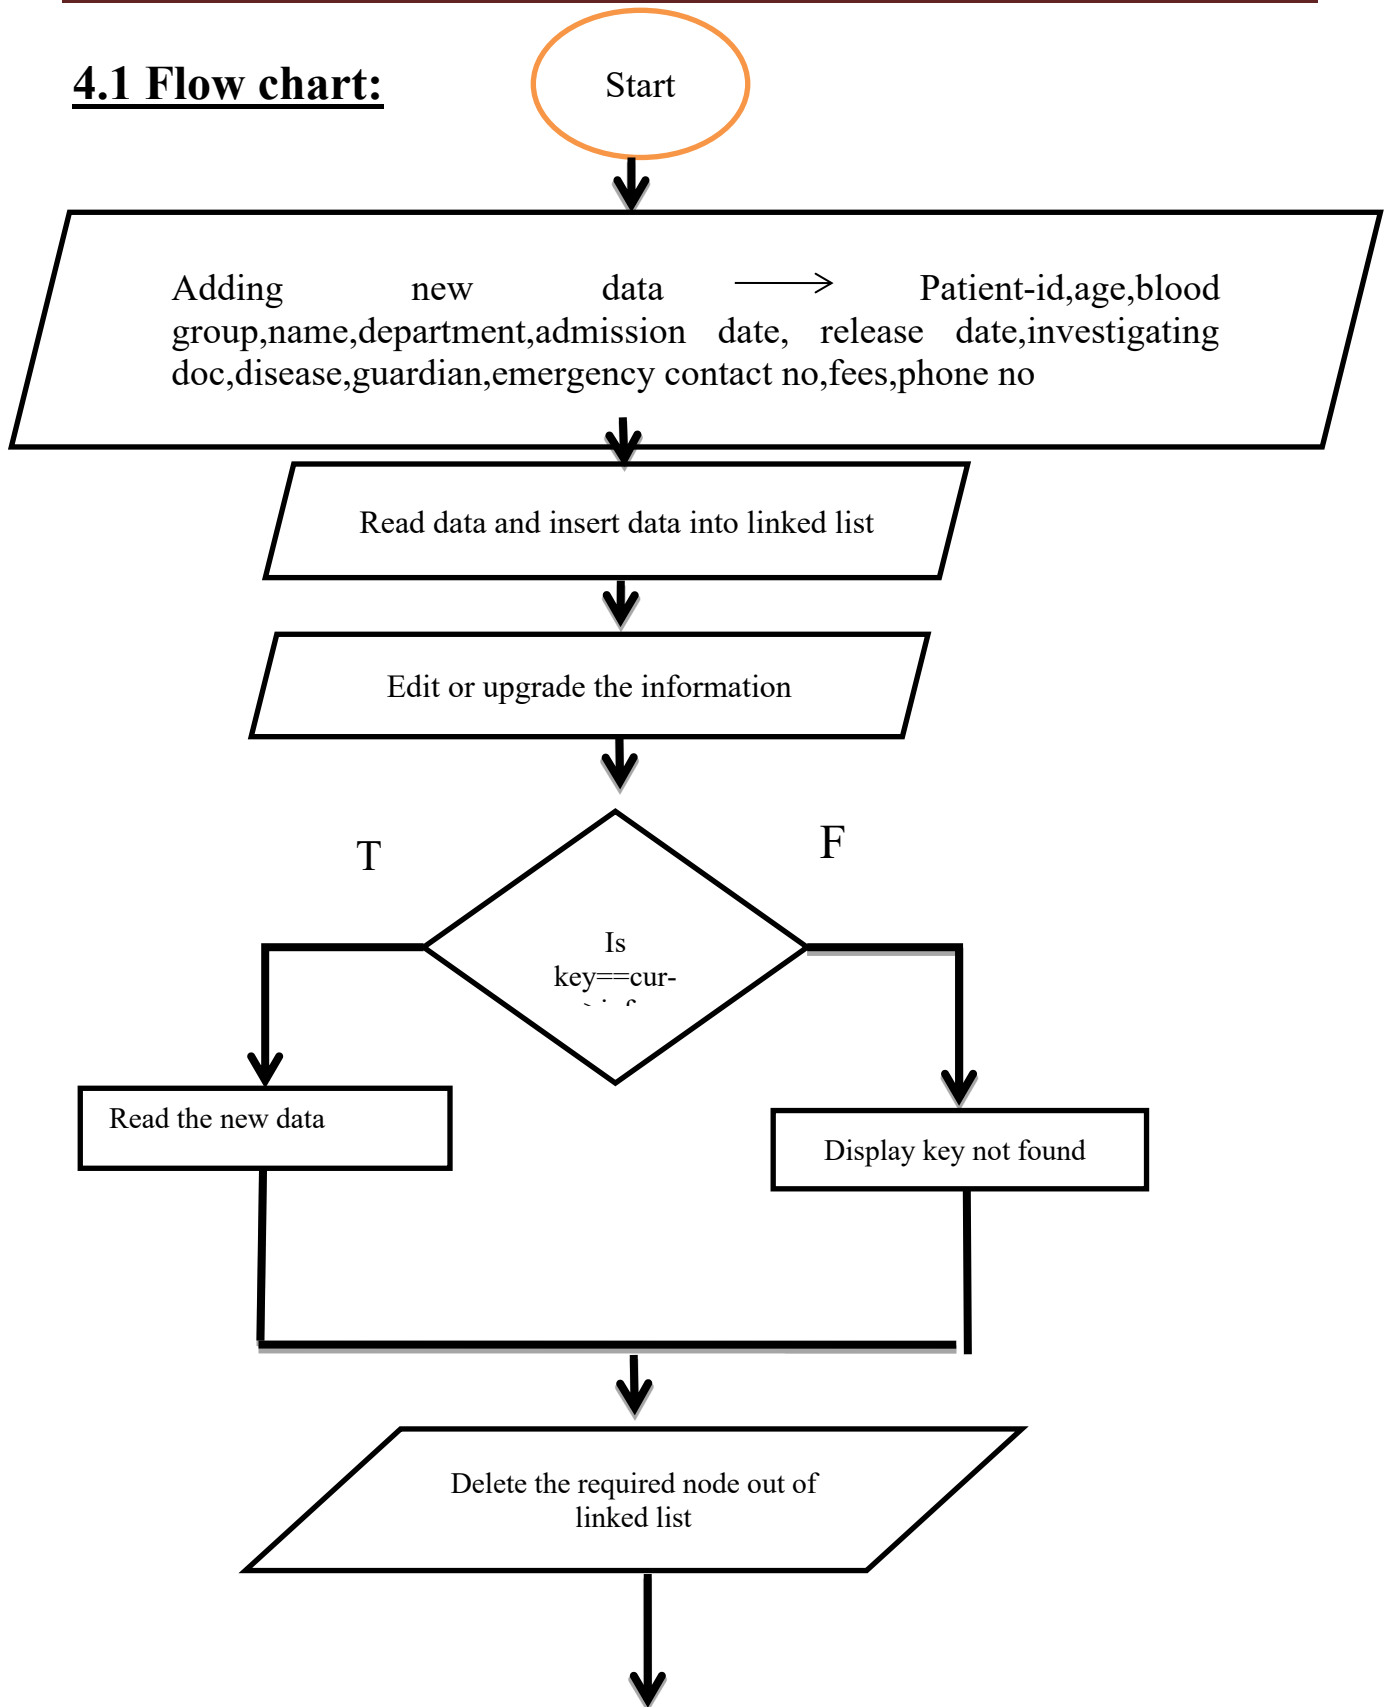 4.1 Flow chart:
Start
Adding new data Patient-id,age,blood
group,name,department,admission date, release date,investigating
doc,disease,guardian,emergency contact no,fees,phone no
Read data and insert data into linked list
Edit or upgrade the information
T
F
Is
key==cur-
Read the new data
Display key not found
Delete the required node out of
linked list